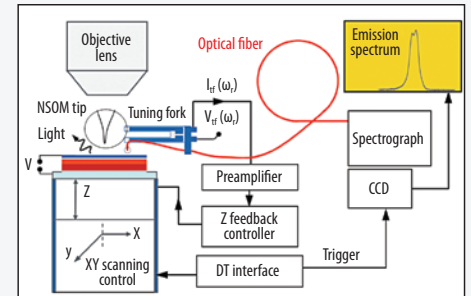 Objective
lens
Optical fiber
Emission
spectrum
NSOM tip
Tuning fork
Itf (ωr)
Vtf (ωr)
Light
V
Spectrograph
Preamplifier
CCD
Z
Z feedback
controller
X
y
XY scanning
control
DT interface
Trigger